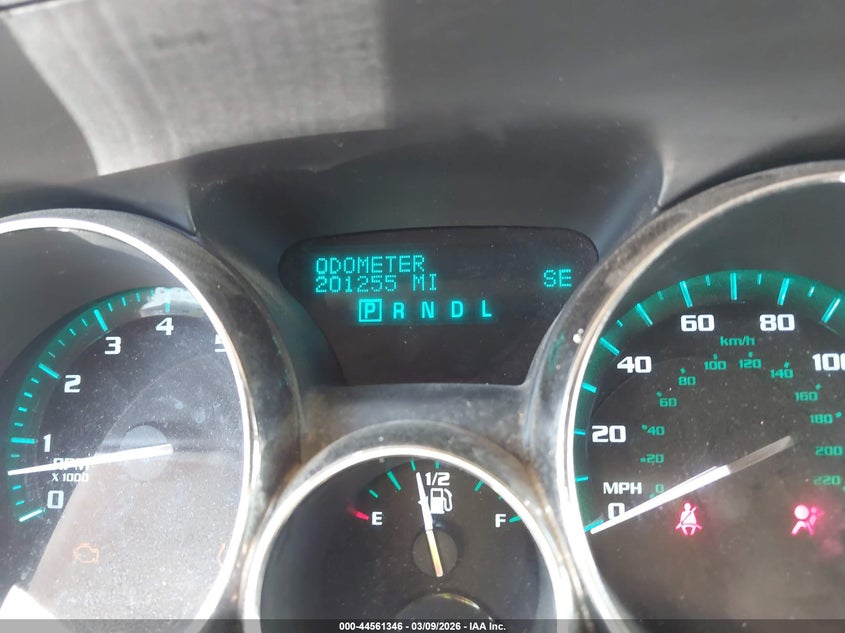 ODOMETER
201255 MI
SE
P R N D L
0 1 2 3 4 5
RPM
X 1000
E 1/2 F
0 20 40 60 80 100
MPH
km/h
0 20 40 60 80 100 120 140 160 180 200 220
000-44561346 | 03/09/2026 - IAA Inc.